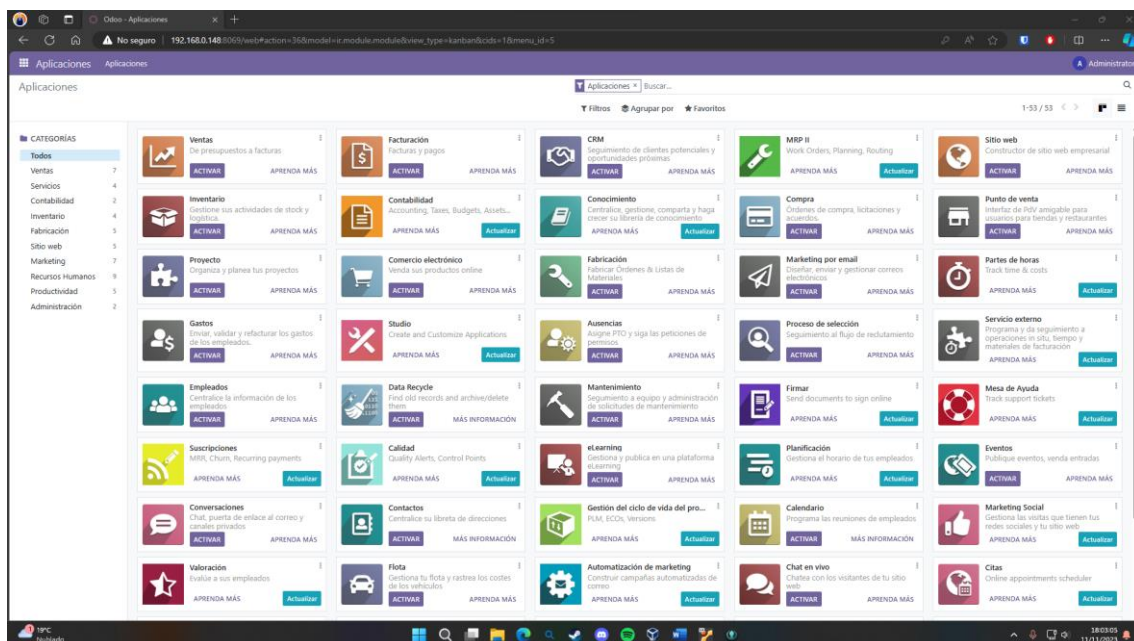 Odoo - Aplicaciones
No seguro 192.168.0.148:8069/web#action=36&model=ir.module.module&view_type=kanban&cids=1&menu_id=5
Aplicaciones Aplicaciones
A Administrator
Aplicaciones
Aplicaciones × Buscar...
Filtros Agrupar por Favoritos
1-53 / 53
CATEGORÍAS
Todos
Ventas 7
Servicios 4
Contabilidad 2
Inventario 4
Fabricación 5
Sitio web 5
Marketing 7
Recursos Humanos 9
Productividad 5
Administración 2
Ventas
De presupuestos a facturas
ACTIVAR APRENDA MÁS
Facturación
Facturas y pagos
ACTIVAR APRENDA MÁS
CRM
Seguimiento de clientes potenciales y
oportunidades próximas
ACTIVAR APRENDA MÁS
MRP II
Work Orders, Planning, Routing
APRENDA MÁS Actualizar
Sitio web
Constructor de sitio web empresarial
ACTIVAR APRENDA MÁS
Inventario
Gestione sus actividades de stock y
logística.
ACTIVAR APRENDA MÁS
Contabilidad
Accounting, Taxes, Budgets, Assets...
APRENDA MÁS Actualizar
Conocimiento
Centralice, gestione, comparta y haga
crecer su librería de conocimiento
APRENDA MÁS Actualizar
Compra
Órdenes de compra, licitaciones y
acuerdos.
ACTIVAR APRENDA MÁS
Punto de venta
Interfaz de PdV amigable para
usuarios para tiendas y restaurantes
ACTIVAR APRENDA MÁS
Proyecto
Organiza y planea tus proyectos
ACTIVAR APRENDA MÁS
Comercio electrónico
Venda sus productos online
ACTIVAR APRENDA MÁS
Fabricación
Fabricar Órdenes & Listas de
Materiales
ACTIVAR APRENDA MÁS
Marketing por email
Diseñar, enviar y gestionar correos
electrónicos
ACTIVAR APRENDA MÁS
Partes de horas
Track time & costs
APRENDA MÁS Actualizar
Gastos
Enviar, validar y refacturar los gastos
de los empleados.
ACTIVAR APRENDA MÁS
Studio
Create and Customize Applications
APRENDA MÁS Actualizar
Ausencias
Asigne PTO y siga las peticiones de
permisos
ACTIVAR APRENDA MÁS
Proceso de selección
Seguimiento al flujo de reclutamiento
ACTIVAR APRENDA MÁS
Servicio externo
Programa y da seguimiento a
operaciones in situ, tiempo y
materiales de facturación
APRENDA MÁS Actualizar
Empleados
Centralice la información de los
empleados
ACTIVAR APRENDA MÁS
Data Recycle
Find old records and archive/delete
them
ACTIVAR MÁS INFORMACIÓN
Mantenimiento
Seguimiento a equipo y administración
de solicitudes de mantenimiento
ACTIVAR APRENDA MÁS
Firmar
Send documents to sign online
APRENDA MÁS Actualizar
Mesa de Ayuda
Track support tickets
APRENDA MÁS Actualizar
Suscripciones
MRR, Churn, Recurring payments
APRENDA MÁS Actualizar
Calidad
Quality Alerts, Control Points
APRENDA MÁS Actualizar
eLearning
Gestiona y publica en una plataforma
eLearning
ACTIVAR APRENDA MÁS
Planificación
Gestiona el horario de tus empleados.
APRENDA MÁS Actualizar
Eventos
Publique eventos, venda entradas
ACTIVAR APRENDA MÁS
Conversaciones
Chat, puerta de enlace al correo y
canales privados
ACTIVAR APRENDA MÁS
Contactos
Centralice su libreta de direcciones
ACTIVAR MÁS INFORMACIÓN
Gestión del ciclo de vida del pro...
PLM, ECOs, Versions
APRENDA MÁS Actualizar
Calendario
Programa las reuniones de empleados
ACTIVAR MÁS INFORMACIÓN
Marketing Social
Gestiona las visitas que tienen tus
redes sociales y tu sitio web
APRENDA MÁS Actualizar
Valoración
Evalúa a sus empleados
APRENDA MÁS Actualizar
Flota
Gestiona tu flota y rastrea los costes
de los vehículos
ACTIVAR APRENDA MÁS
Automatización de marketing
Construir campañas automatizadas de
correo
APRENDA MÁS Actualizar
Chat en vivo
Chatea con los visitantes de tu sitio
web
ACTIVAR APRENDA MÁS
Citas
Online appointments scheduler
APRENDA MÁS Actualizar
19°C
Nublado
18:03:05
11/11/2023